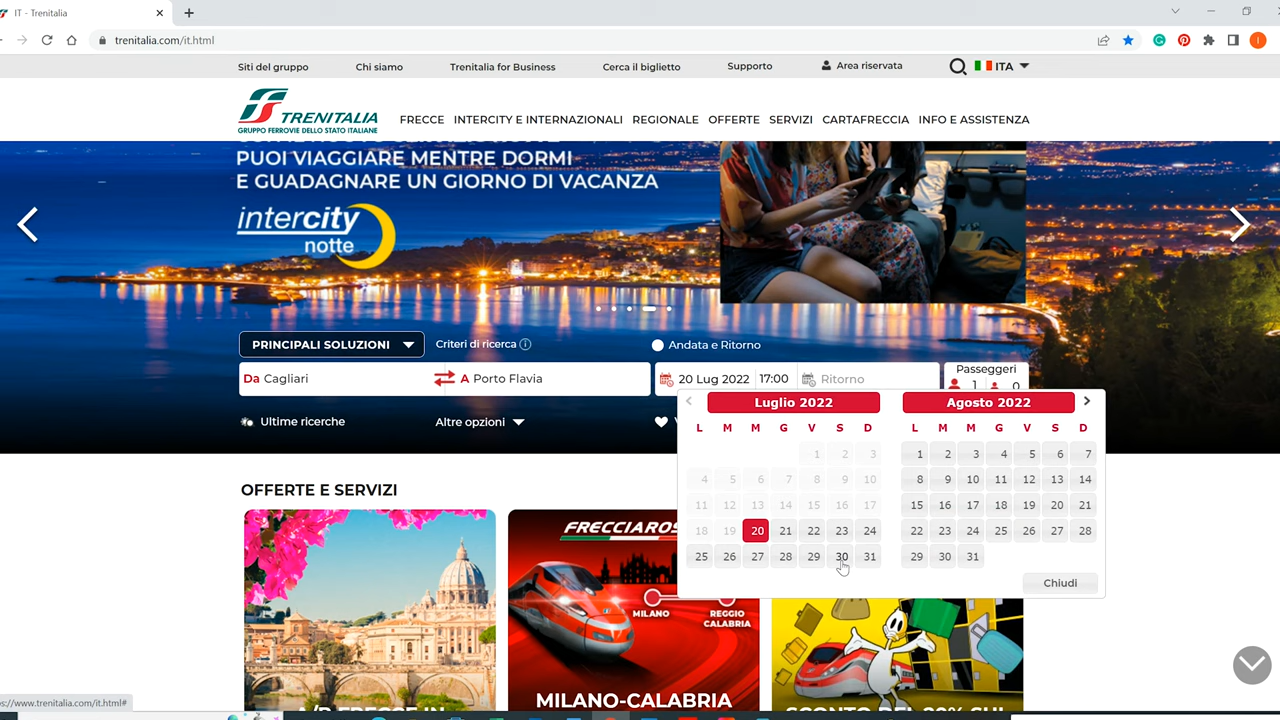 IT - Trenitalia
trenitalia.com/it.html
Siti del gruppo
Chi siamo
Trenitalia for Business
Cerca il biglietto
Supporto
Area riservata
ITA
TRENITALIA
GRUPPO FERROVIE DELLO STATO ITALIANE
FRECCE
INTERCITY E INTERNAZIONALI
REGIONALE
OFFERTE
SERVIZI
CARTAFRECCIA
INFO E ASSISTENZA
PUOI VIAGGIARE MENTRE DORMI
E GUADAGNARE UN GIORNO DI VACANZA
intercity
notte
PRINCIPALI SOLUZIONI
Criteri di ricerca
Andata e Ritorno
Da Cagliari
A Porto Flavia
20 Lug 2022
17:00
Ritorno
Passeggeri
1
0
Ultime ricerche
Altre opzioni
Luglio 2022
L M M G V S D
1 2 3
4 5 6 7 8 9 10
11 12 13 14 15 16 17
18 19 20 21 22 23 24
25 26 27 28 29 30 31
Agosto 2022
L M M G V S D
1 2 3 4 5 6 7
8 9 10 11 12 13 14
15 16 17 18 19 20 21
22 23 24 25 26 27 28
29 30 31
Chiudi
OFFERTE E SERVIZI
FRECCIAROS
MILANO
REGGIO
CALABRIA
MILANO-CALABRIA
A/R FRECCE IN
SCONTO DEL 20% SUI
s://www.trenitalia.com/it.html#